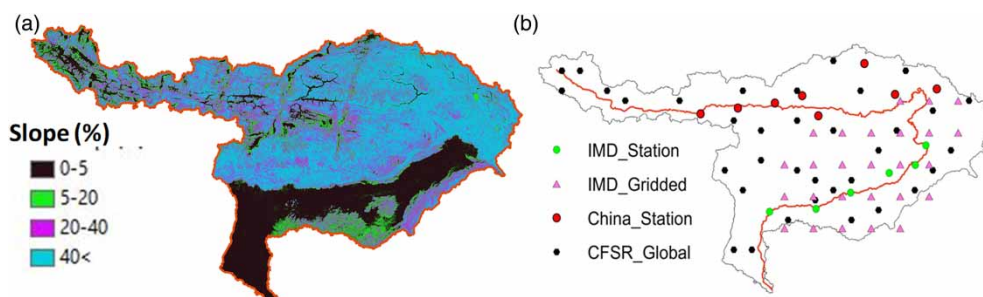 (a)
Slope (%)
0-5
5-20
20-40
40<
(b)
IMD_Station
IMD_Gridded
China_Station
CFSR_Global